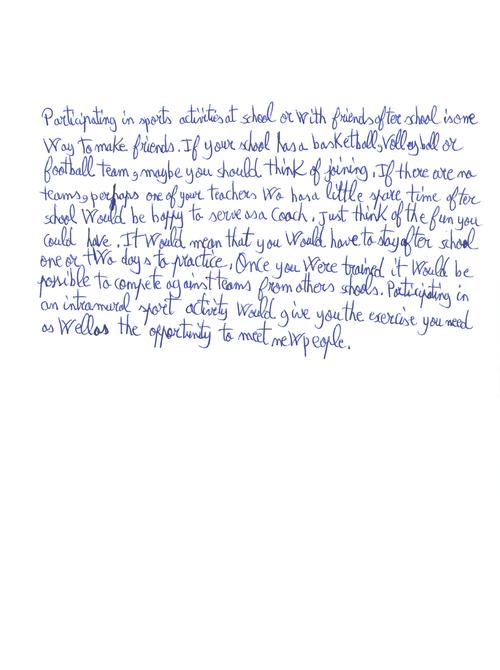 Participating in sports activities at school or with friends after school is one
Way to make friends. If your school has a basketball, Volleyball or
football team, maybe you should think of joining. If there are no
teams, perhaps one of your teachers Wo has a little spare time after
school Would be happy to serve as a Coach. Just think of the fun you
could have. It Would mean that you Would have to stay after school
one or tWo days to practice. Once you Were trained it Would be
possible to compete against teams from others schools. Participating in
an intramural sport activity Would give you the exercise you need
as Well as the opportunity to meet neW people.